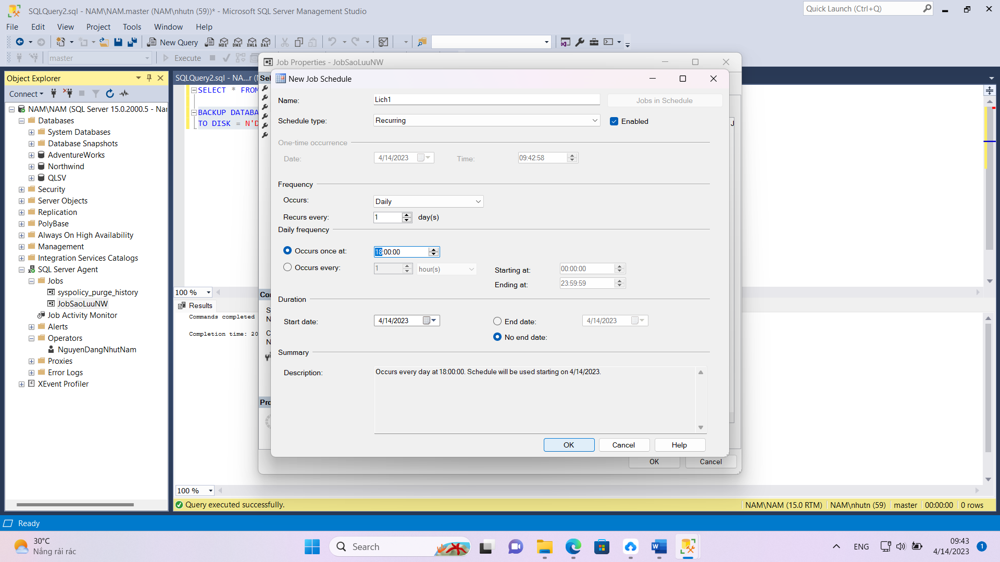 SQLQuery2.sql - NAM\NAM.master (NAM\nhutn (59))* - Microsoft SQL Server Management Studio
Quick Launch (Ctrl+Q)
File Edit View Project Tools Window Help
New Query MDX DMX XMLA DAX
master Execute
Object Explorer
Connect
NAM\NAM (SQL Server 15.0.2000.5 - Nar
Databases
System Databases
Database Snapshots
AdventureWorks
Northwind
QLSV
Security
Server Objects
Replication
PolyBase
Always On High Availability
Management
Integration Services Catalogs
SQL Server Agent
Jobs
syspolicy_purge_history
JobSaoLuuNW
Job Activity Monitor
Alerts
Operators
NguyenDangNhutNam
Proxies
Error Logs
XEvent Profiler
SQLQuery2.sql - NA...r (
SELECT * FROM
BACKUP DATABA
TO DISK = N'D
J
100 %
Results
Commands completed
Completion time: 20
100 %
Query executed successfully.
NAM\NAM (15.0 RTM) NAM\nhutn (59) master 00:00:00 0 rows
Job Properties - JobSaoLuuNW
Sel
Co
S
N
C
N
Pro
OK Cancel
New Job Schedule
Name: Lich1 Jobs in Schedule
Schedule type: Recurring Enabled
One-time occurrence
Date: 4/14/2023 Time: 09:42:58
Frequency
Occurs: Daily
Recurs every: 1 day(s)
Daily frequency
Occurs once at: 18:00:00
Occurs every: 1 hour(s) Starting at: 00:00:00
Ending at: 23:59:59
Duration
Start date: 4/14/2023 End date: 4/14/2023
No end date:
Summary
Description: Occurs every day at 18:00:00. Schedule will be used starting on 4/14/2023.
OK Cancel Help
Ready
30°C
Nắng rải rác
Search
ENG
09:43
4/14/2023
1